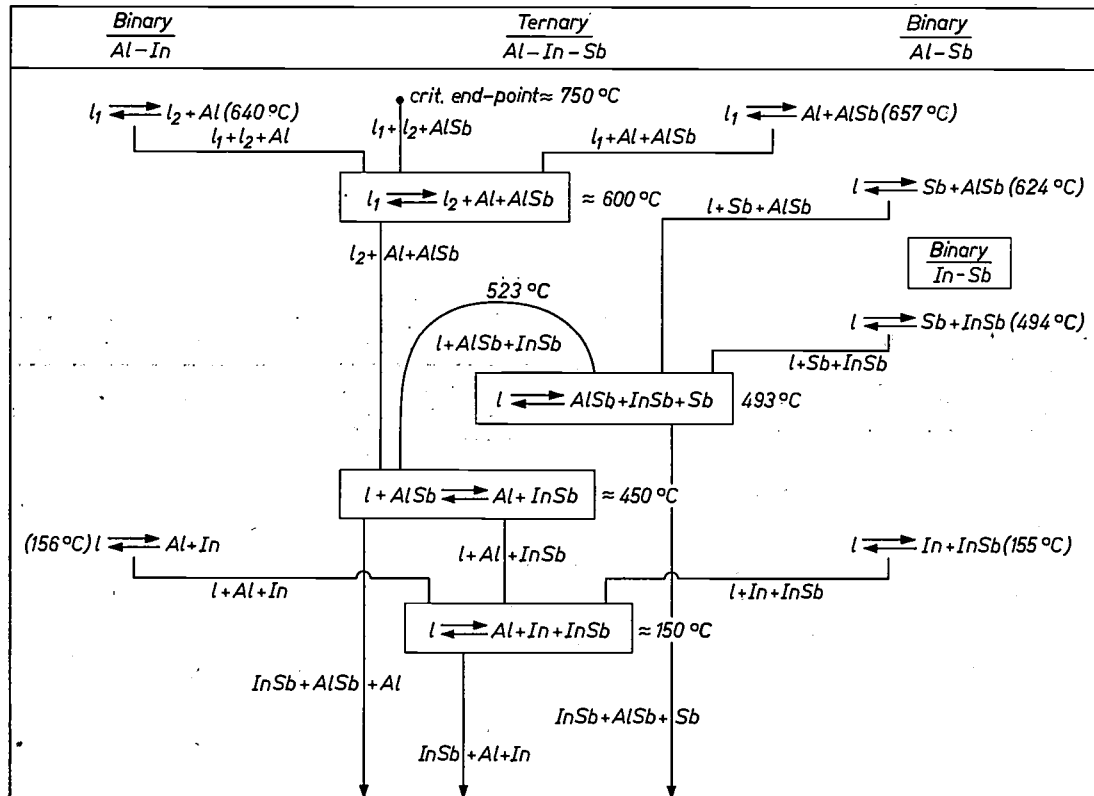 Binary
Al-In
Ternary
Al-In-Sb
Binary
Al-Sb
crit. end-point≈ 750 °C
l₁ ⇌ l₂+Al (640 °C)
l₁+l₂+AlSb
l₁ ⇌ Al+AlSb (657 °C)
l₁+l₂+Al
l₁+Al+AlSb
l₁ ⇌ l₂+Al+AlSb
≈ 600 °C
l ⇌ Sb+AlSb (624 °C)
l+Sb+AlSb
l₂+Al+AlSb
Binary
In-Sb
523 °C
l ⇌ Sb+InSb (494 °C)
l+AlSb+InSb
l+Sb+InSb
l ⇌ AlSb+InSb+Sb
493 °C
l+AlSb ⇌ Al+InSb
≈ 450 °C
(156 °C) l ⇌ Al+In
l+Al+InSb
l ⇌ In+InSb (155 °C)
l+Al+In
l+In+InSb
l ⇌ Al+In+InSb
≈ 150 °C
InSb+AlSb+Al
InSb+AlSb+Sb
InSb+Al+In